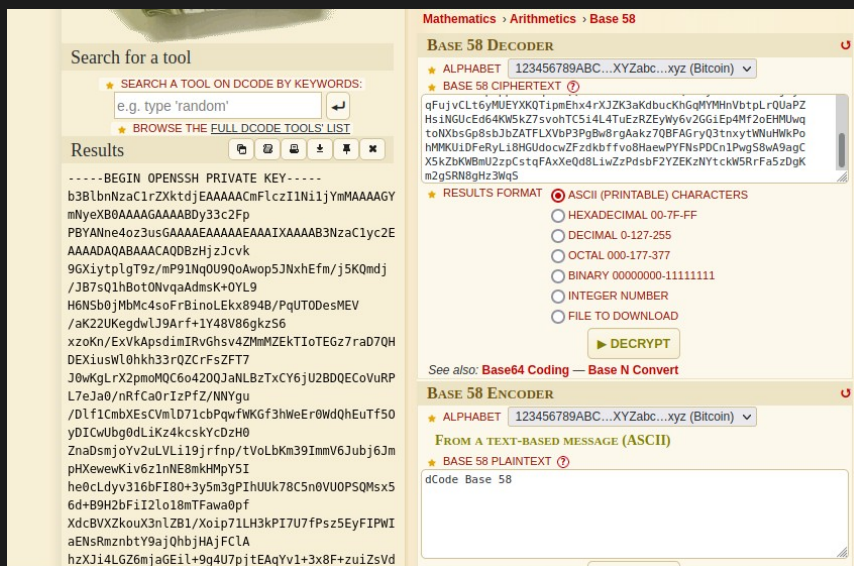 Search for a tool
SEARCH A TOOL ON DCODE BY KEYWORDS:
e.g. type 'random'
BROWSE THE FULL DCODE TOOLS' LIST
Results
-----BEGIN OPENSSH PRIVATE KEY-----
b3BlbnNzaC1rZXktdjEAAAAACmFlczI1Ni1jYmMAAAAGY
mNyeXB0AAAAGAAAABDy33c2Fp
PBYANne4oz3usGAAAAEAAAAAEAAAIXAAAAB3NzaC1yc2E
AAAADAQABAAACAQDBzHjzJcvk
9GXiytplgT9z/mP91NqOU9QoAwop5JNxhEfm/j5KQmdj
/JB7sQ1hBotONvqaAdmsK+OYL9
H6NSb0jMbMc4soFrBinoLEkx894B/PqUTODesMEV
/aK22UKegdwlJ9Arf+1Y48V86gkzS6
xzoKn/ExVkApsdimIRvGhsv4ZMmMZEkTIoTEGz7raD7QH
DEXiusWl0hkh33rQZCrFsZFT7
J0wKgLrX2pmoMQC6o42OQJaNLBzTxCY6jU2BDQECoVuRP
L7eJa0/nRfCaOrIzPfZ/NNYgu
/Dlf1CmbXEsCVmlD71cbPqwfWKGf3hWeEr0WdQhEuTf5O
yDICwUbg0dLiKz4kcskYcDzH0
ZnaDsmjoYv2uLVLi19jrfnp/tVoLbKm39ImmV6Jubj6Jm
pHXewewKiv6z1nNE8mkHMpY5I
he0cLdyv316bFI8O+3y5m3gPIhUUk78C5n0VUOPSQMsx5
6d+B9H2bFiI2lo18mTFawa0pf
XdcBVXZkouX3nlZB1/Xoip71LH3kPI7U7fPsz5EyFIPWI
aENsRmznbtY9ajQhbjHAjFClA
hzXJi4LGZ6mjaGEil+9g4U7pjtEAqYv1+3x8F+zuiZsVd
Mathematics › Arithmetics › Base 58
BASE 58 DECODER
ALPHABET 123456789ABC...XYZabc...xyz (Bitcoin)
BASE 58 CIPHERTEXT ?
qFujvCLt6yMUEYXKQTipmEhx4rXJZK3aKdbucKhGqMYMHnVbtpLrQUaPZ
HsiNGUcEd64KW5kZ7svohTC5i4L4TuEzRZEyWy6v2GGiEp4Mf2oEHMUwq
toNXbsGp8sbJbZATFLXVbP3PgBw8rgAakz7QBFAGryQ3tnxytWNuHWkPo
hMMKUiDFeRyLi8HGUdocwZFzdkbffvo8HaewPYFNsPDCn1PwgS8wA9agC
X5kZbKWBmU2zpCstqFAxXeQd8LiwZzPdsbF2YZEKzNYtckW5RrFa5zDgK
m2gSRN8gHz3WqS
RESULTS FORMAT
ASCII (PRINTABLE) CHARACTERS
HEXADECIMAL 00-7F-FF
DECIMAL 0-127-255
OCTAL 000-177-377
BINARY 00000000-11111111
INTEGER NUMBER
FILE TO DOWNLOAD
▶ DECRYPT
See also: Base64 Coding — Base N Convert
BASE 58 ENCODER
ALPHABET 123456789ABC...XYZabc...xyz (Bitcoin)
FROM A TEXT-BASED MESSAGE (ASCII)
BASE 58 PLAINTEXT ?
dCode Base 58